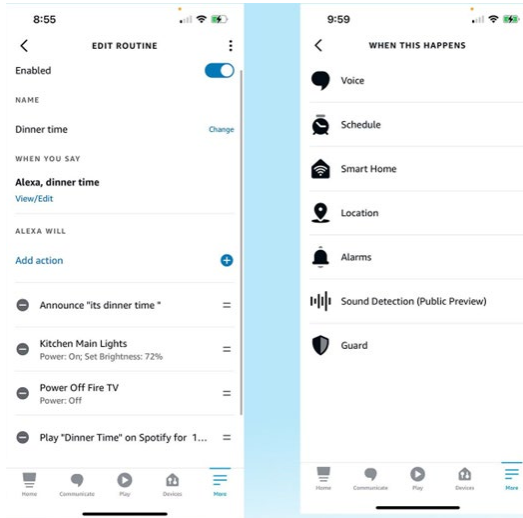 8:55
EDIT ROUTINE
Enabled
NAME
Dinner time
Change
WHEN YOU SAY
Alexa, dinner time
View/Edit
ALEXA WILL
Add action
Announce "its dinner time "
Kitchen Main Lights
Power: On; Set Brightness: 72%
Power Off Fire TV
Power: Off
Play "Dinner Time" on Spotify for 1...
Home Communicate Play Devices More
9:59
WHEN THIS HAPPENS
Voice
Schedule
Smart Home
Location
Alarms
Sound Detection (Public Preview)
Guard
Home Communicate Play Devices More